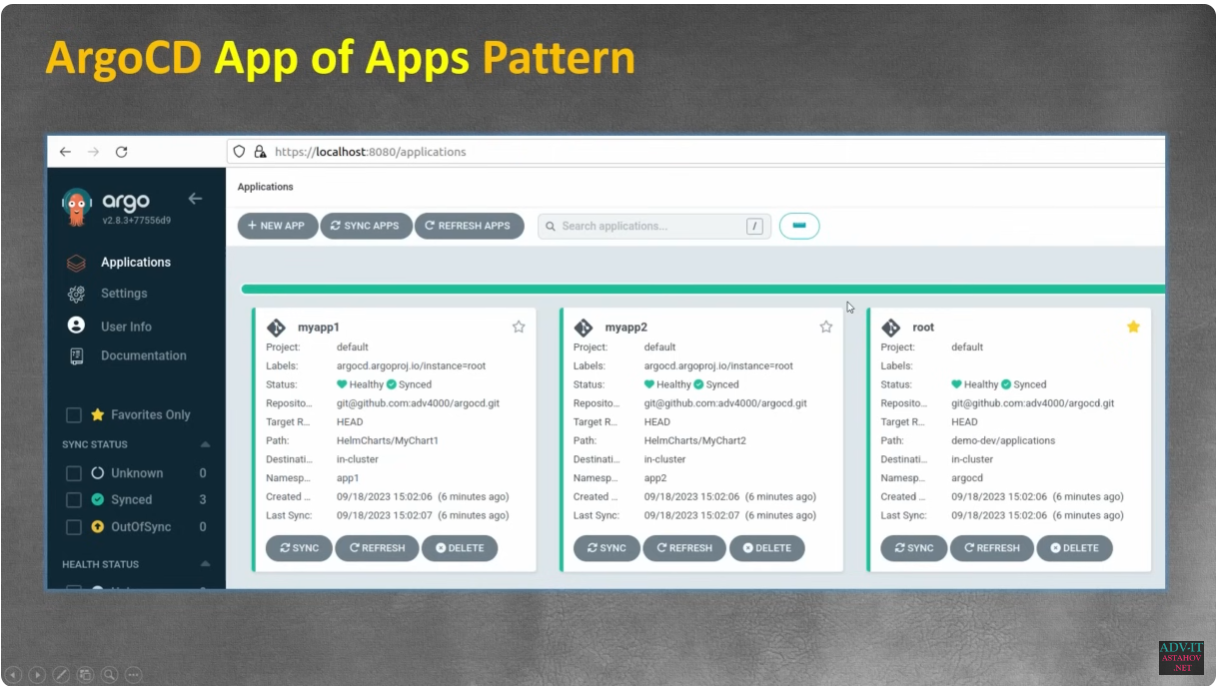 ArgoCD App of Apps Pattern
https://localhost:8080/applications
argo
v2.8.3+77556d9
Applications
Settings
User Info
Documentation
Favorites Only
SYNC STATUS
Unknown 0
Synced 3
OutOfSync 0
HEALTH STATUS
Applications
+ NEW APP SYNC APPS REFRESH APPS Search applications... /
myapp1
Project: default
Labels: argocd.argoproj.io/instance=root
Status: Healthy Synced
Reposito... git@github.com:adv4000/argocd.git
Target R... HEAD
Path: HelmCharts/MyChart1
Destinati... in-cluster
Namesp... app1
Created ... 09/18/2023 15:02:06 (6 minutes ago)
Last Sync: 09/18/2023 15:02:07 (6 minutes ago)
SYNC REFRESH DELETE
myapp2
Project: default
Labels: argocd.argoproj.io/instance=root
Status: Healthy Synced
Reposito... git@github.com:adv4000/argocd.git
Target R... HEAD
Path: HelmCharts/MyChart2
Destinati... in-cluster
Namesp... app2
Created ... 09/18/2023 15:02:06 (6 minutes ago)
Last Sync: 09/18/2023 15:02:07 (6 minutes ago)
SYNC REFRESH DELETE
root
Project: default
Labels:
Status: Healthy Synced
Reposito... git@github.com:adv4000/argocd.git
Target R... HEAD
Path: demo-dev/applications
Destinati... in-cluster
Namesp... argocd
Created ... 09/18/2023 15:02:06 (6 minutes ago)
Last Sync: 09/18/2023 15:02:06 (6 minutes ago)
SYNC REFRESH DELETE
ADV-IT
ASTAHOV
.NET